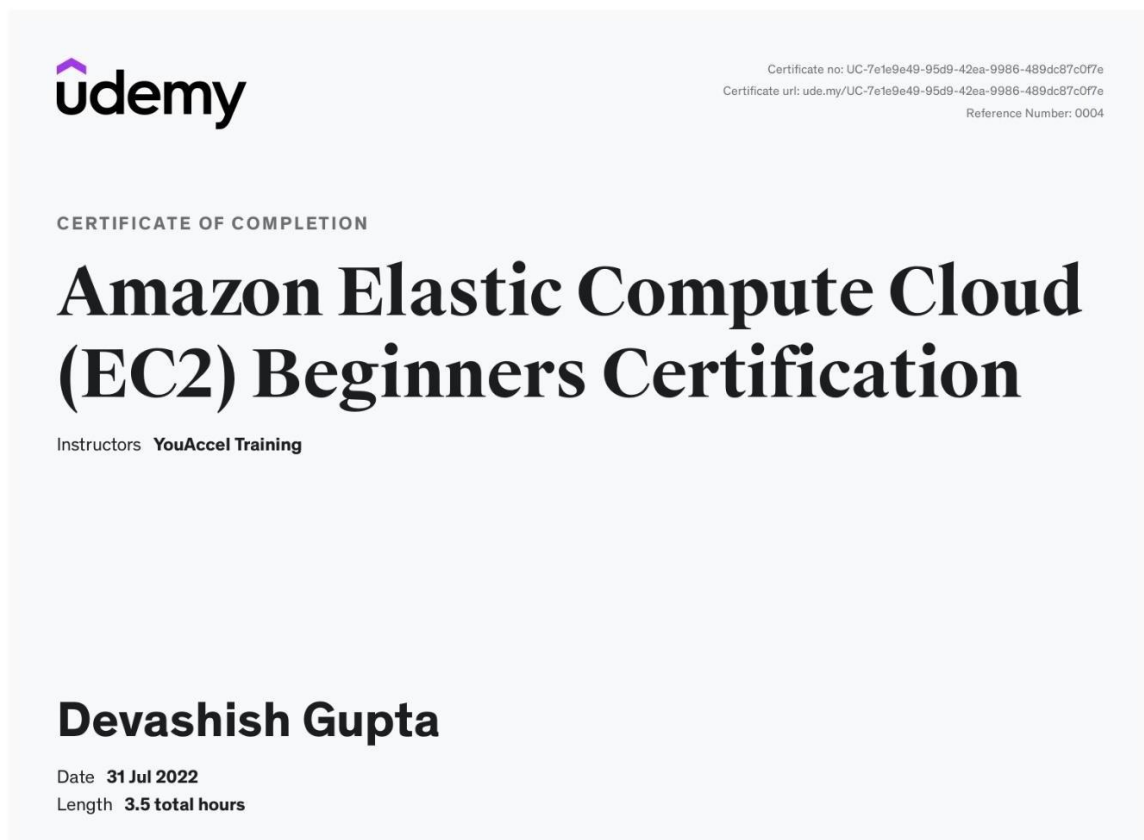 udemy
Certificate no: UC-7e1e9e49-95d9-42ea-9986-489dc87c0f7e
Certificate url: ude.my/UC-7e1e9e49-95d9-42ea-9986-489dc87c0f7e
Reference Number: 0004
CERTIFICATE OF COMPLETION
Amazon Elastic Compute Cloud
(EC2) Beginners Certification
Instructors YouAccel Training
Devashish Gupta
Date 31 Jul 2022
Length 3.5 total hours